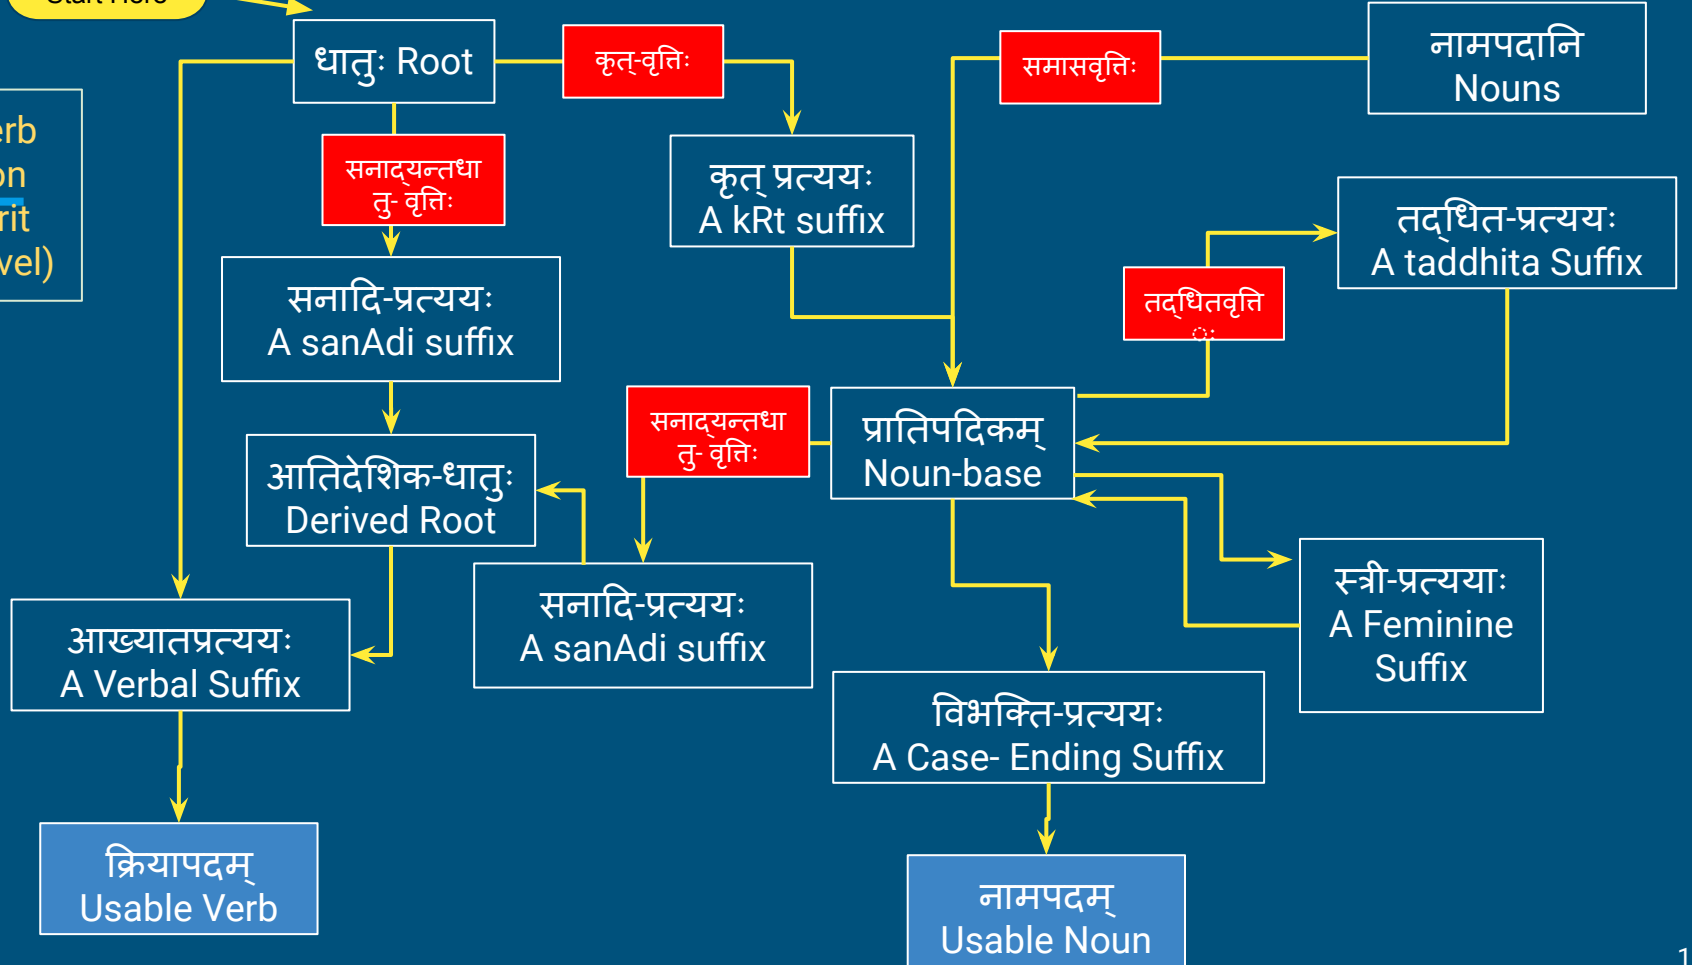 Start Here
धातुः Root
कृत्-वृत्तिः
समासवृत्तिः
नामपदानि
Nouns
सनाद्यन्तधा
तु- वृत्तिः
कृत् प्रत्ययः
A kRt suffix
तद्धित-प्रत्ययः
A taddhita Suffix
सनादि-प्रत्ययः
A sanAdi suffix
तद्धितवृत्ति
ः
सनाद्यन्तधा
तु- वृत्तिः
प्रातिपदिकम्
Noun-base
आतिदेशिक-धातुः
Derived Root
सनादि-प्रत्ययः
A sanAdi suffix
स्त्री-प्रत्ययाः
A Feminine
Suffix
आख्यातप्रत्ययः
A Verbal Suffix
विभक्ति-प्रत्ययः
A Case- Ending Suffix
क्रियापदम्
Usable Verb
नामपदम्
Usable Noun
1